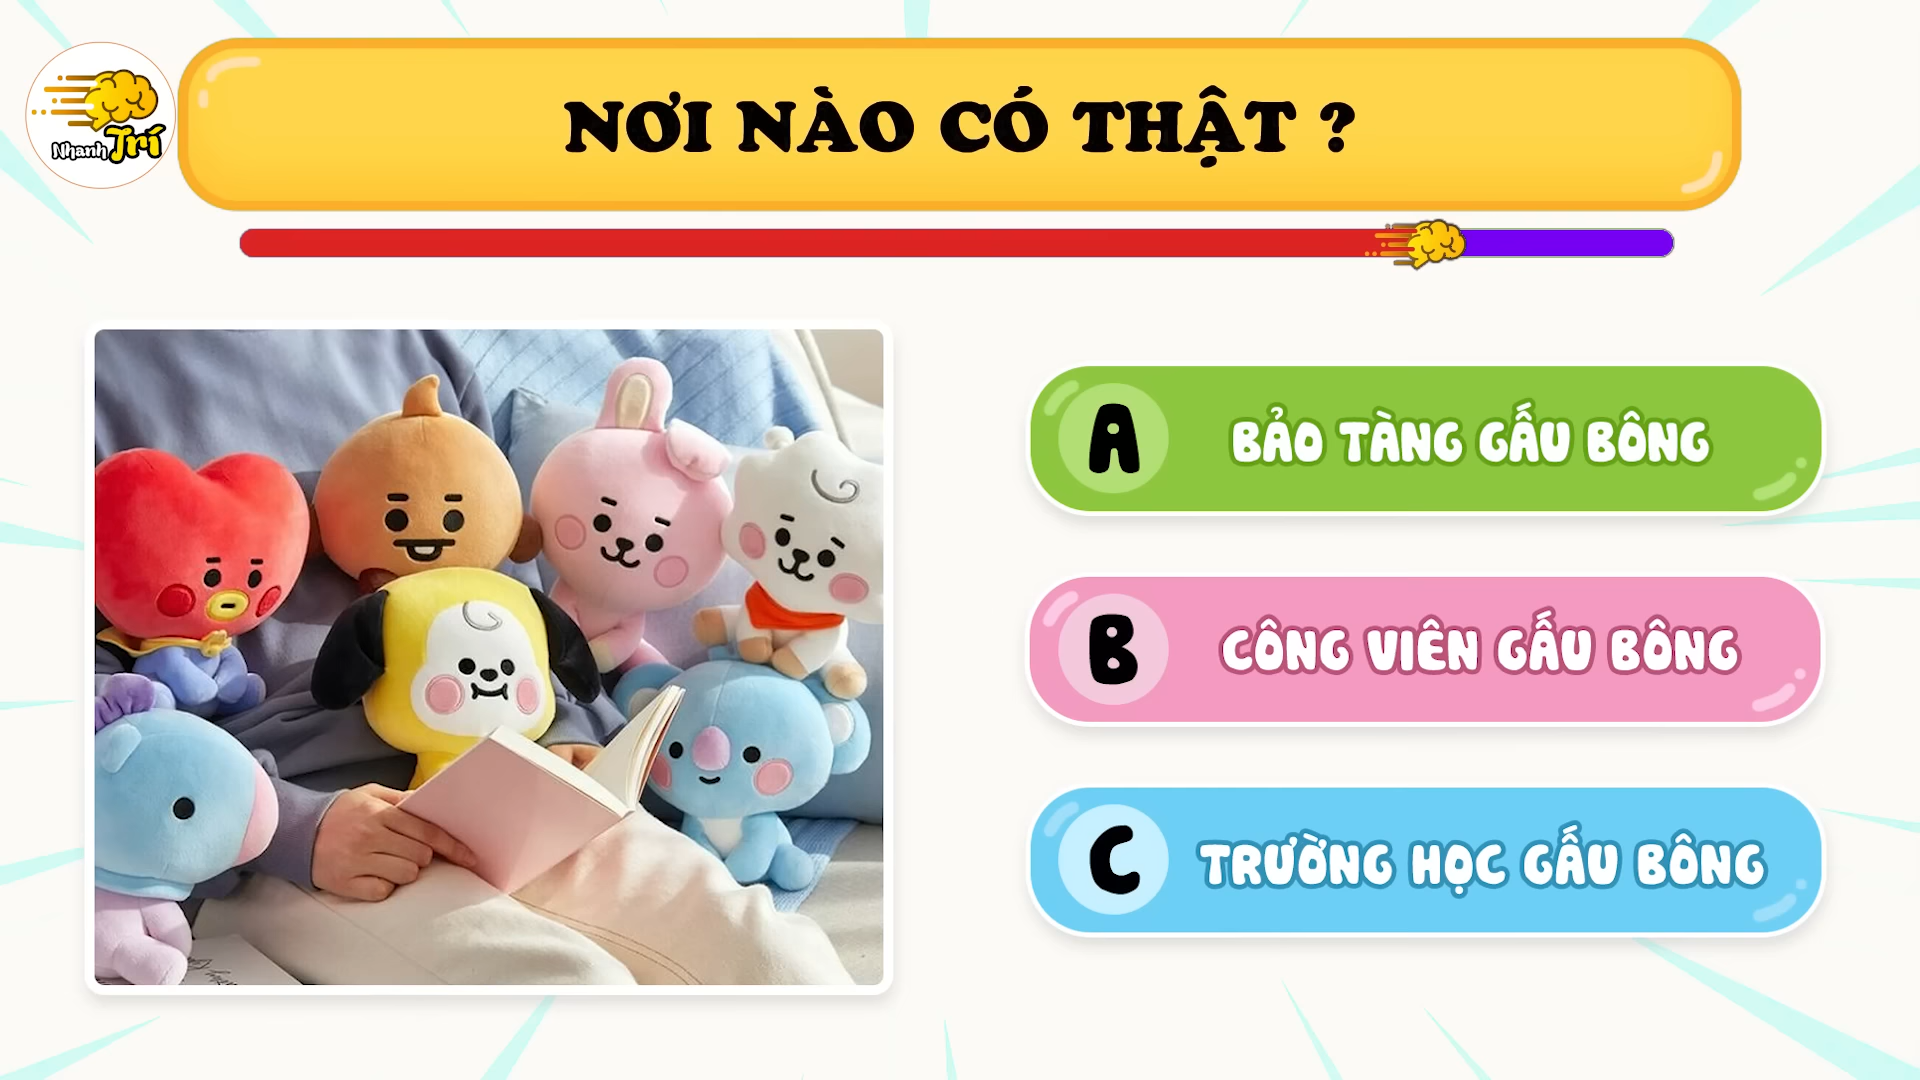 Nhanh Trí
NƠI NÀO CÓ THẬT ?
A BẢO TÀNG GẤU BÔNG
B CÔNG VIÊN GẤU BÔNG
C TRƯỜNG HỌC GẤU BÔNG